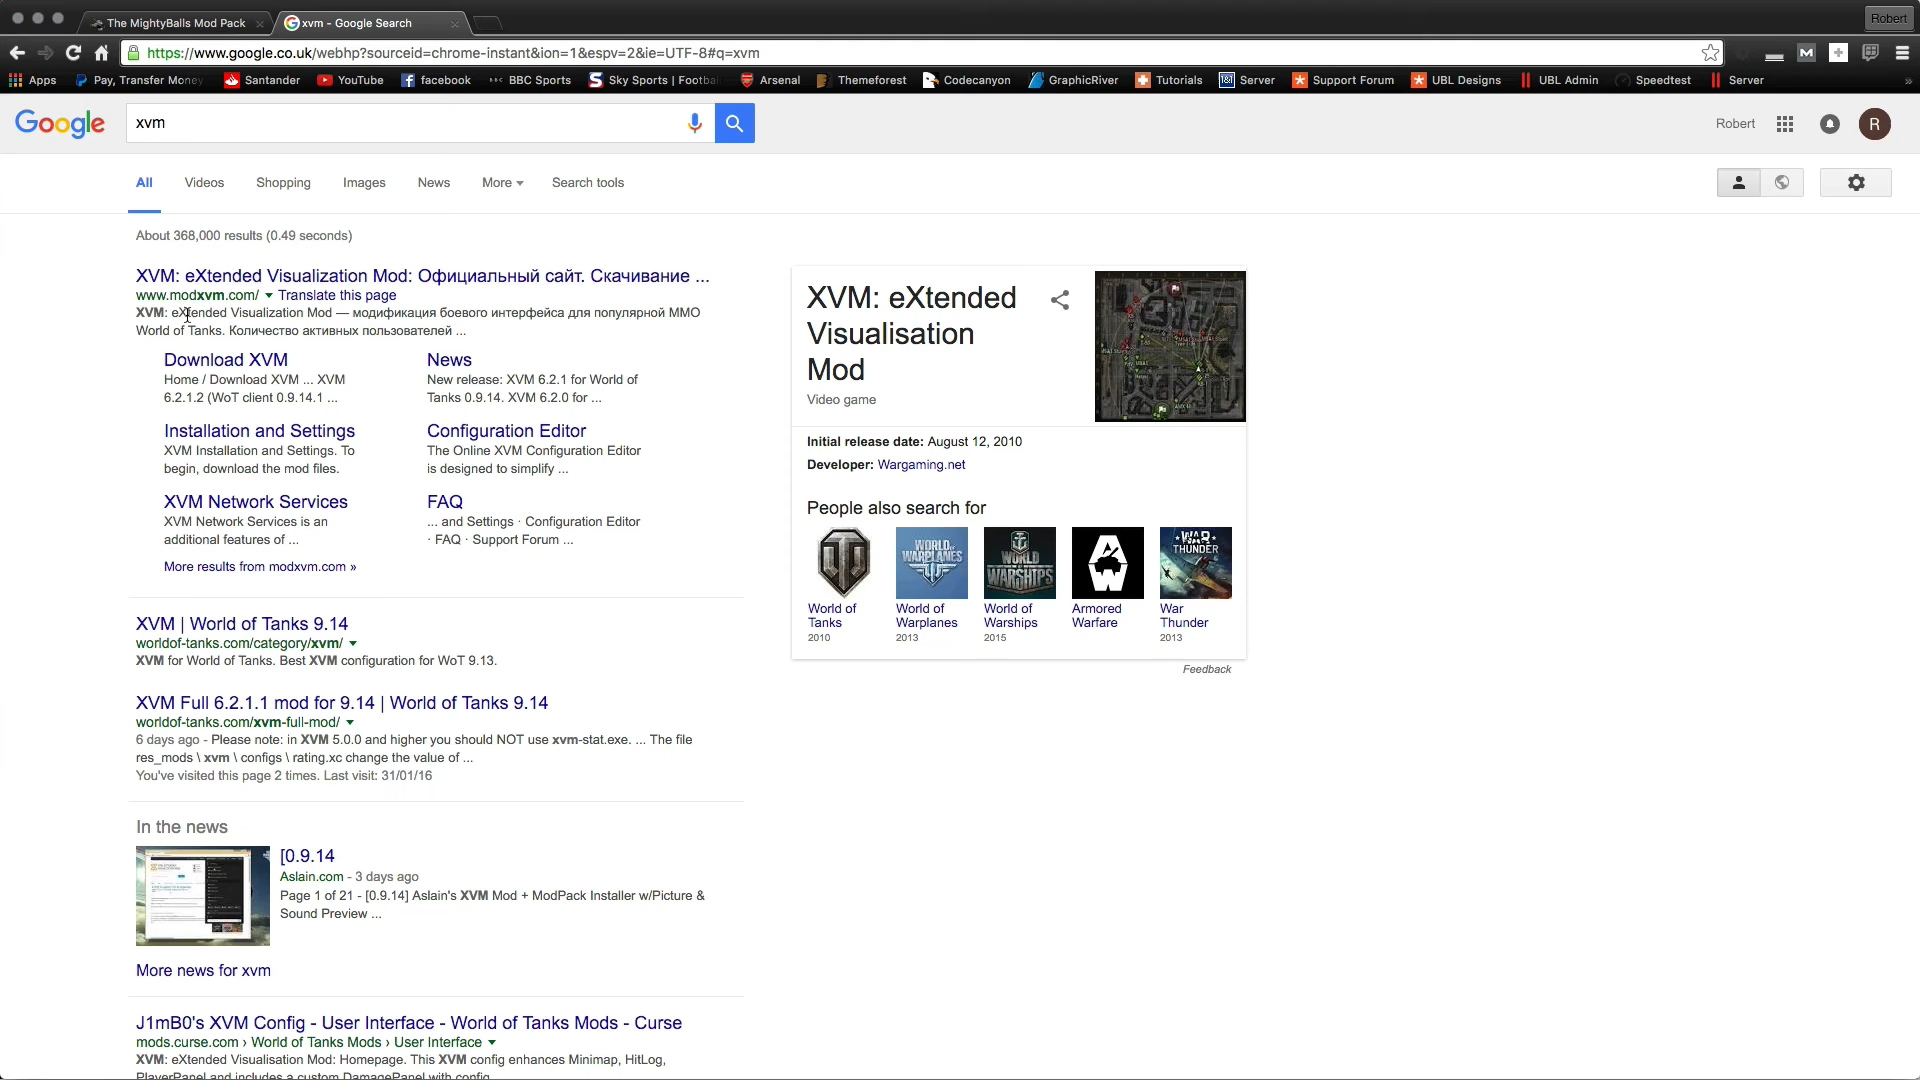 The MightyBalls Mod Pack
xvm - Google Search
Robert
https://www.google.co.uk/webhp?sourceid=chrome-instant&ion=1&espv=2&ie=UTF-8#q=xvm
Apps
Pay, Transfer Money
Santander
YouTube
facebook
BBC Sports
Sky Sports | Footbal
Arsenal
Themeforest
Codecanyon
GraphicRiver
Tutorials
Server
Support Forum
UBL Designs
UBL Admin
Speedtest
Server
»
Google
xvm
Robert
R
All
Videos
Shopping
Images
News
More
Search tools
About 368,000 results (0.49 seconds)
XVM: eXtended Visualization Mod: Официальный сайт. Скачивание ...
www.modxvm.com/ Translate this page
XVM: eXtended Visualization Mod — модификация боевого интерфейса для популярной MMO
World of Tanks. Количество активных пользователей ...
Download XVM
Home / Download XVM ... XVM
6.2.1.2 (WoT client 0.9.14.1 ...
News
New release: XVM 6.2.1 for World of
Tanks 0.9.14. XVM 6.2.0 for ...
Installation and Settings
XVM Installation and Settings. To
begin, download the mod files.
Configuration Editor
The Online XVM Configuration Editor
is designed to simplify ...
XVM Network Services
XVM Network Services is an
additional features of ...
FAQ
... and Settings · Configuration Editor
· FAQ · Support Forum ...
More results from modxvm.com »
XVM | World of Tanks 9.14
worldof-tanks.com/category/xvm/
XVM for World of Tanks. Best XVM configuration for WoT 9.13.
XVM Full 6.2.1.1 mod for 9.14 | World of Tanks 9.14
worldof-tanks.com/xvm-full-mod/
6 days ago - Please note: in XVM 5.0.0 and higher you should NOT use xvm-stat.exe. ... The file
res_mods \ xvm \ configs \ rating.xc change the value of ...
You've visited this page 2 times. Last visit: 31/01/16
In the news
[0.9.14
Aslain.com - 3 days ago
Page 1 of 21 - [0.9.14] Aslain's XVM Mod + ModPack Installer w/Picture &
Sound Preview ...
More news for xvm
J1mB0's XVM Config - User Interface - World of Tanks Mods - Curse
mods.curse.com › World of Tanks Mods › User Interface
XVM: eXtended Visualisation Mod: Homepage. This XVM config enhances Minimap, HitLog,
PlayerPanel and includes a custom DamagePanel with config
XVM: eXtended
Visualisation
Mod
Video game
Initial release date: August 12, 2010
Developer: Wargaming.net
People also search for
WORLD OF WARPLANES
WORLD OF WARSHIPS
AW
WAR THUNDER
World of
Tanks
2010
World of
Warplanes
2013
World of
Warships
2015
Armored
Warfare
War
Thunder
2013
Feedback